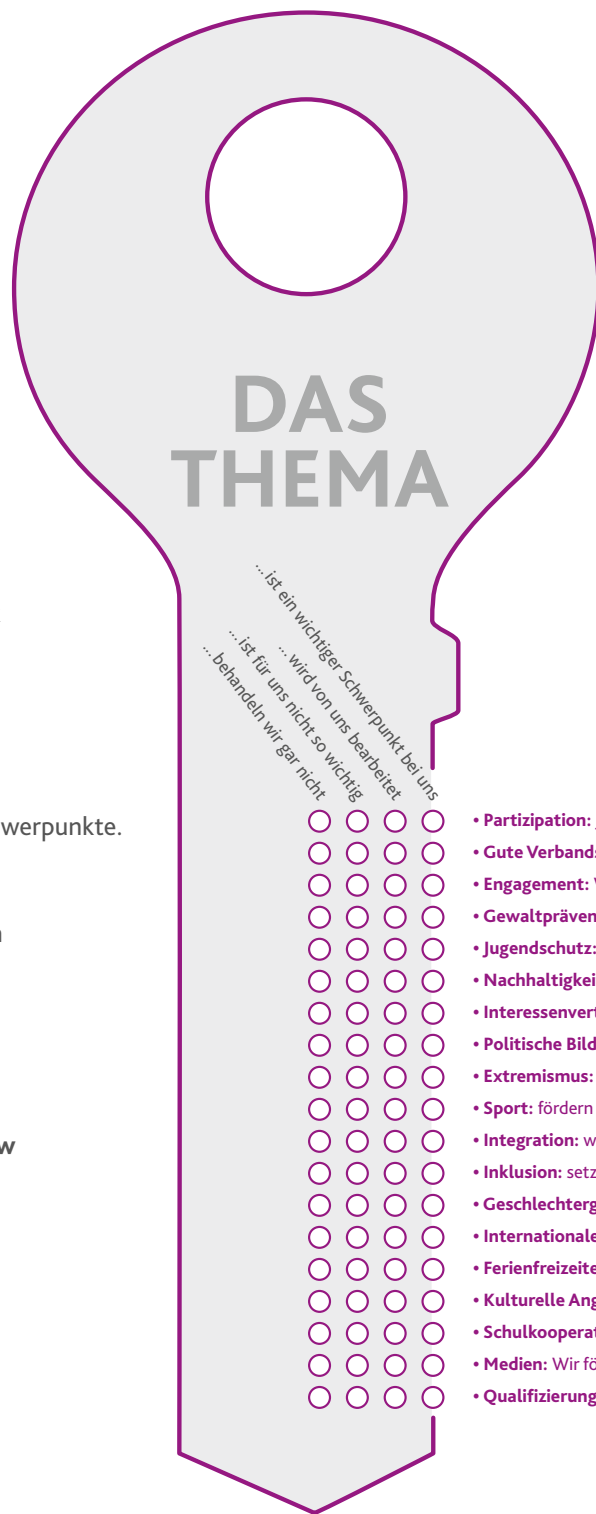 DAS
THEMA
... ist ein wichtiger Schwerpunkt bei uns
... wird von uns bearbeitet
... ist für uns nicht so wichtig
... behandeln wir gar nicht
werpunkte.
• Partizipation:
• Gute Verbands
• Engagement:
• Gewaltpräven
• Jugendschutz:
• Nachhaltigkei
• Interessenvert
• Politische Bild
• Extremismus:
• Sport: fördern
• Integration: w
• Inklusion: setz
• Geschlechterg
• Internationale
• Ferienfreizeite
• Kulturelle Ang
• Schulkooperat
• Medien: Wir fö
• Qualifizierung